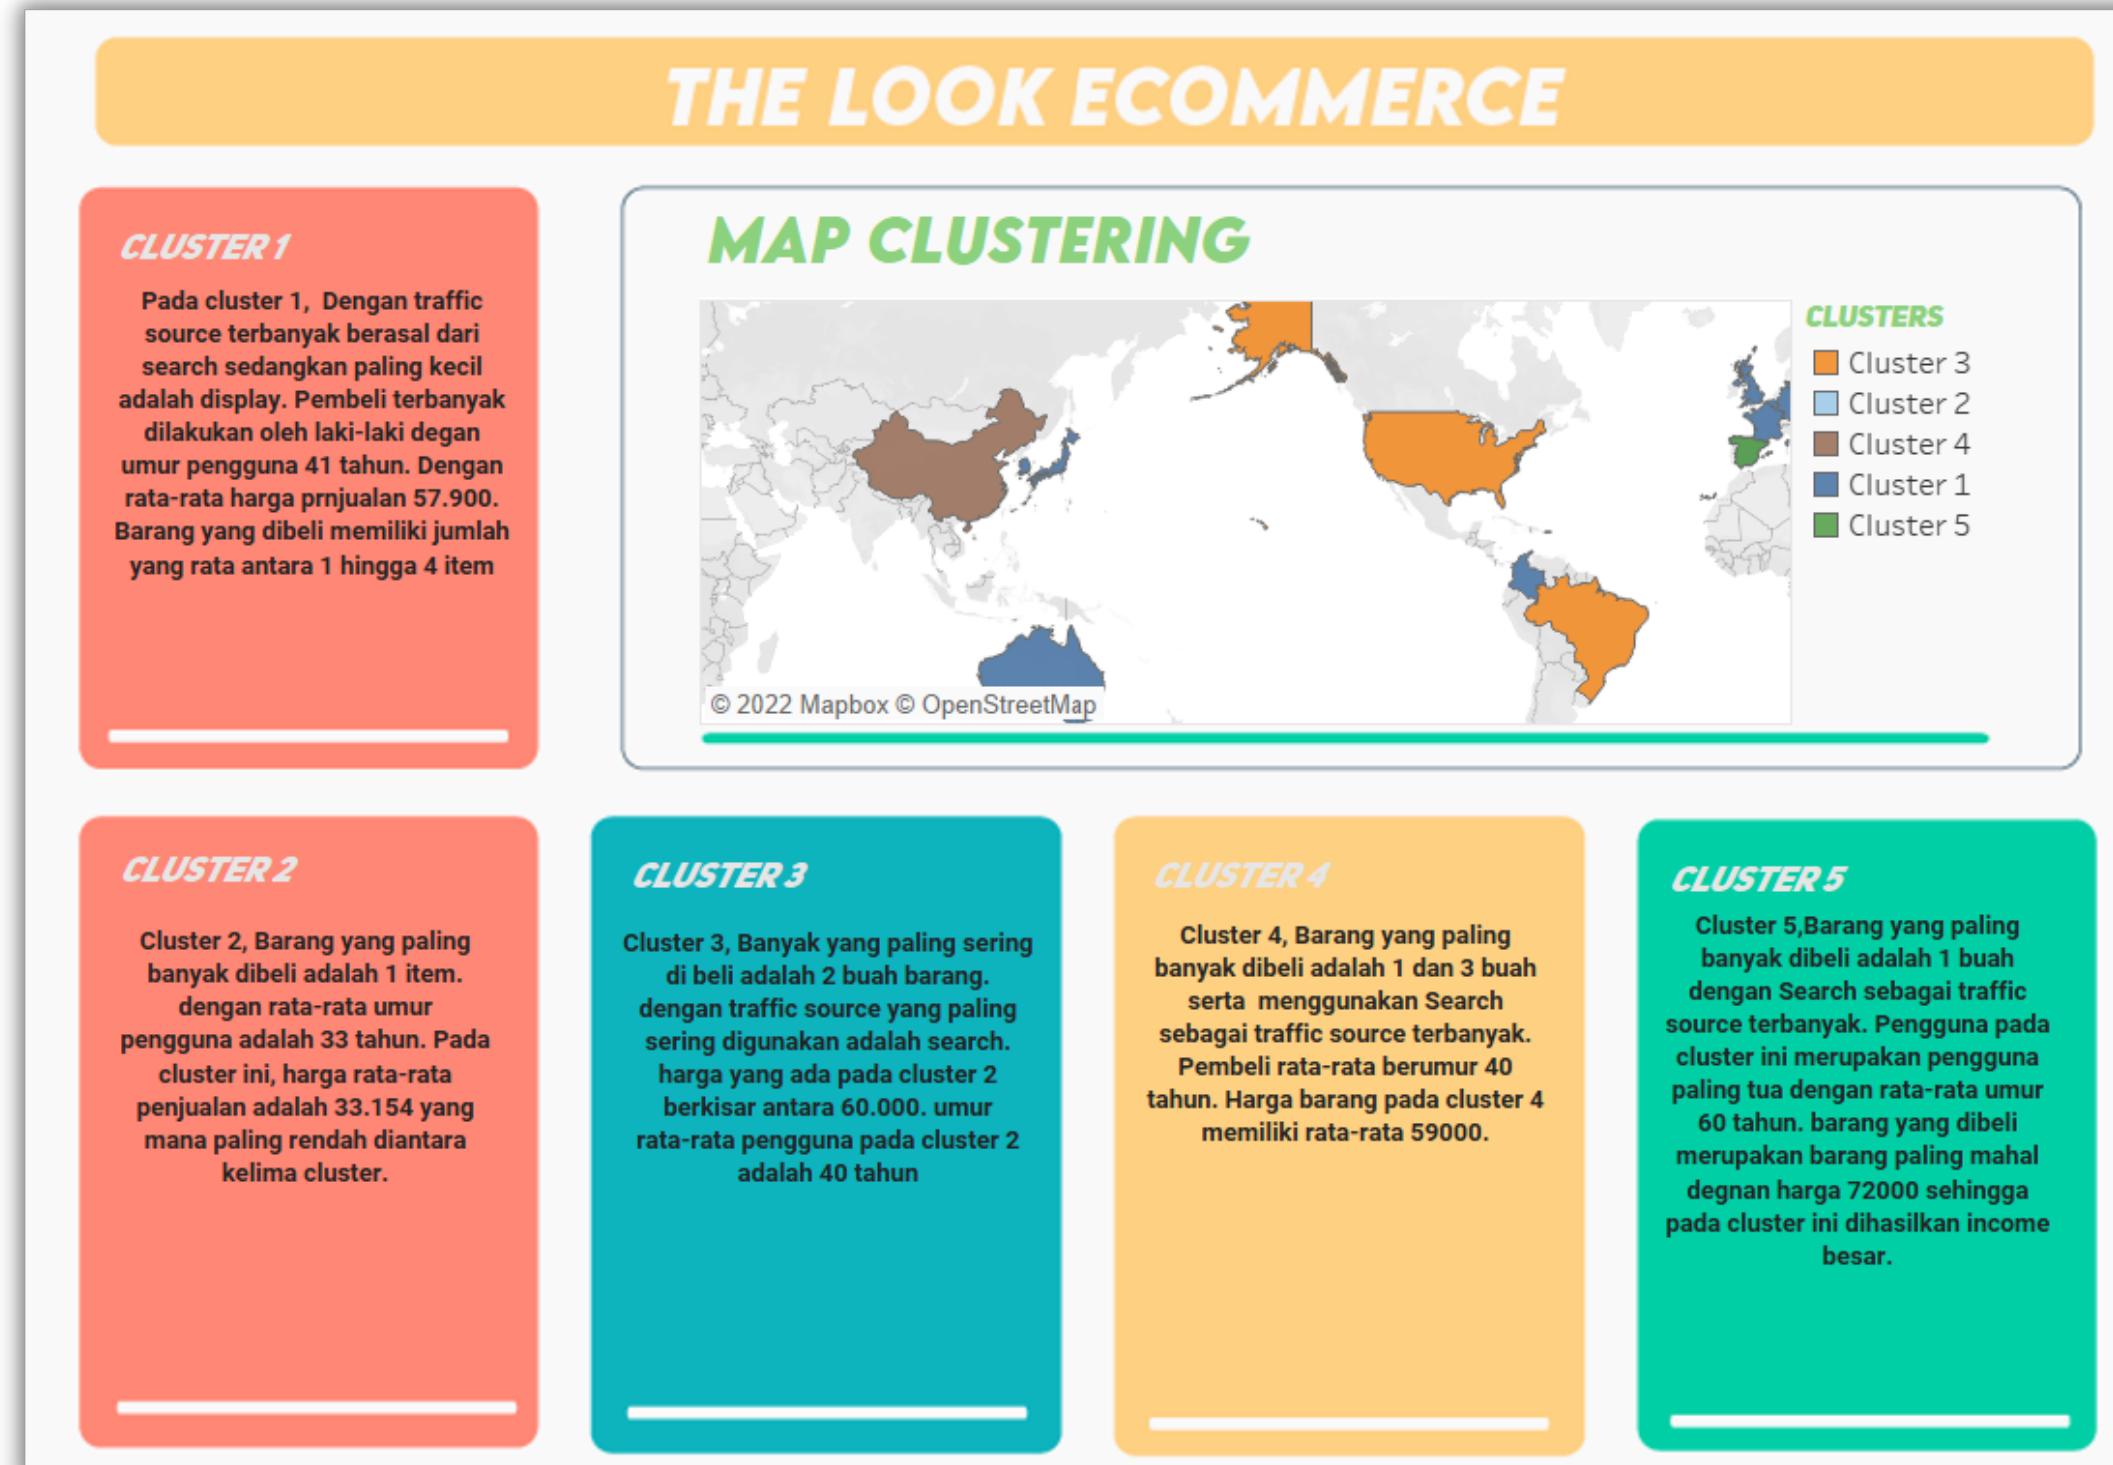 THE LOOK ECOMMERCE
CLUSTER 1
Pada cluster 1,  Dengan traffic
source terbanyak berasal dari
search sedangkan paling kecil
adalah display. Pembeli terbanyak
dilakukan oleh laki-laki degan
umur pengguna 41 tahun. Dengan
rata-rata harga prnjualan 57.900.
Barang yang dibeli memiliki jumlah
yang rata antara 1 hingga 4 item
MAP CLUSTERING
© 2022 Mapbox © OpenStreetMap
CLUSTERS
Cluster 3
Cluster 2
Cluster 4
Cluster 1
Cluster 5
CLUSTER 2
Cluster 2, Barang yang paling
banyak dibeli adalah 1 item.
dengan rata-rata umur
pengguna adalah 33 tahun. Pada
cluster ini, harga rata-rata
penjualan adalah 33.154 yang
mana paling rendah diantara
kelima cluster.
CLUSTER 3
Cluster 3, Banyak yang paling sering
di beli adalah 2 buah barang.
dengan traffic source yang paling
sering digunakan adalah search.
harga yang ada pada cluster 2
berkisar antara 60.000. umur
rata-rata pengguna pada cluster 2
adalah 40 tahun
CLUSTER 4
Cluster 4, Barang yang paling
banyak dibeli adalah 1 dan 3 buah
serta  menggunakan Search
sebagai traffic source terbanyak.
Pembeli rata-rata berumur 40
tahun. Harga barang pada cluster 4
memiliki rata-rata 59000.
CLUSTER 5
Cluster 5,Barang yang paling
banyak dibeli adalah 1 buah
dengan Search sebagai traffic
source terbanyak. Pengguna pada
cluster ini merupakan pengguna
paling tua dengan rata-rata umur
60 tahun. barang yang dibeli
merupakan barang paling mahal
degnan harga 72000 sehingga
pada cluster ini dihasilkan income
besar.